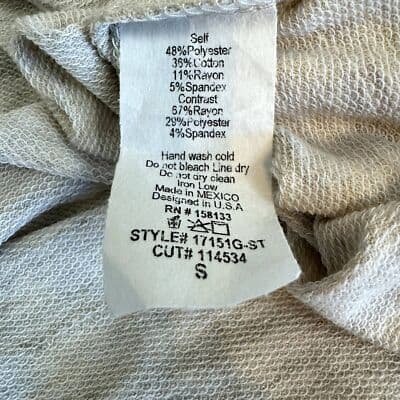 Self
48%Polyester
36%Cotton
11%Rayon
5%Spandex
Contrast
67%Rayon
29%Polyester
4%Spandex
Hand wash cold
Do not bleach Line dry
Do not dry clean
Iron Low
Made in MEXICO
Designed in U.S.A
RN# 158133
STYLE# 17151G-ST
CUT# 114534
S